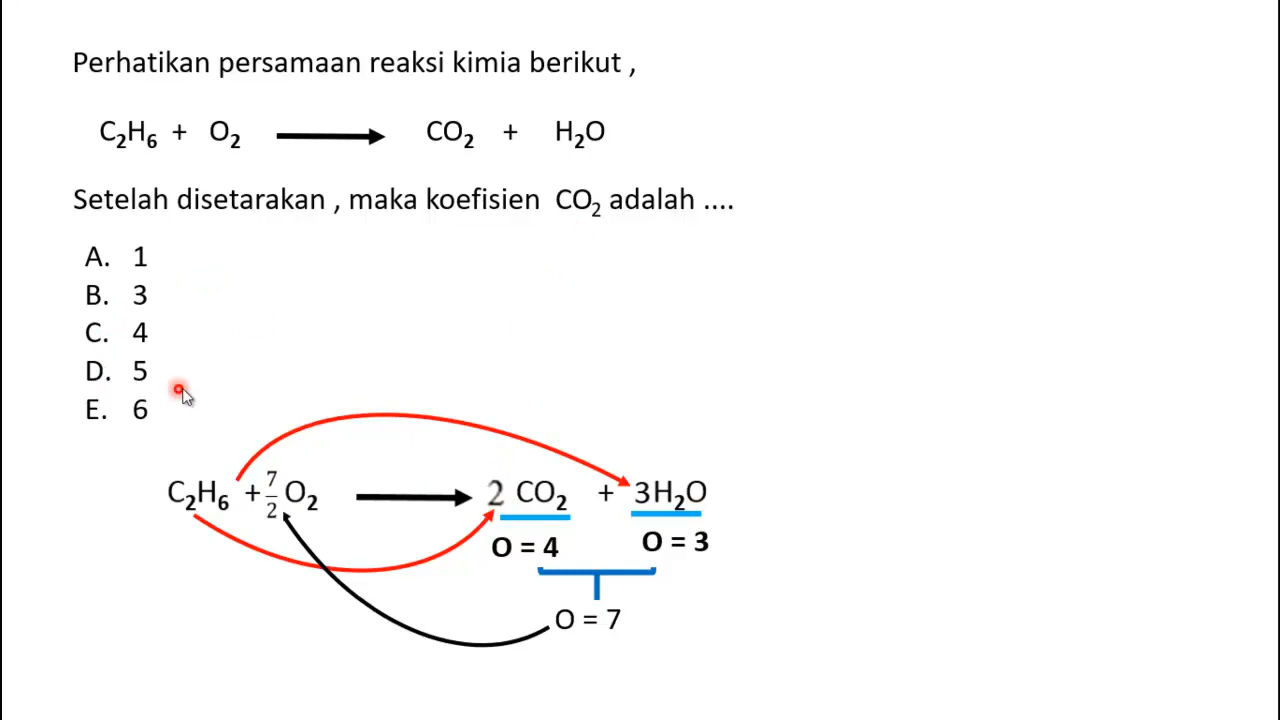 Perhatikan persamaan reaksi kimia berikut ,
C₂H₆ + O₂ ⟶ CO₂ + H₂O
Setelah disetarakan , maka koefisien CO₂ adalah ....
A. 1
B. 3
C. 4
D. 5
E. 6
C₂H₆ + 7/2 O₂ ⟶ 2 CO₂ + 3H₂O
O = 4 O = 3
O = 7